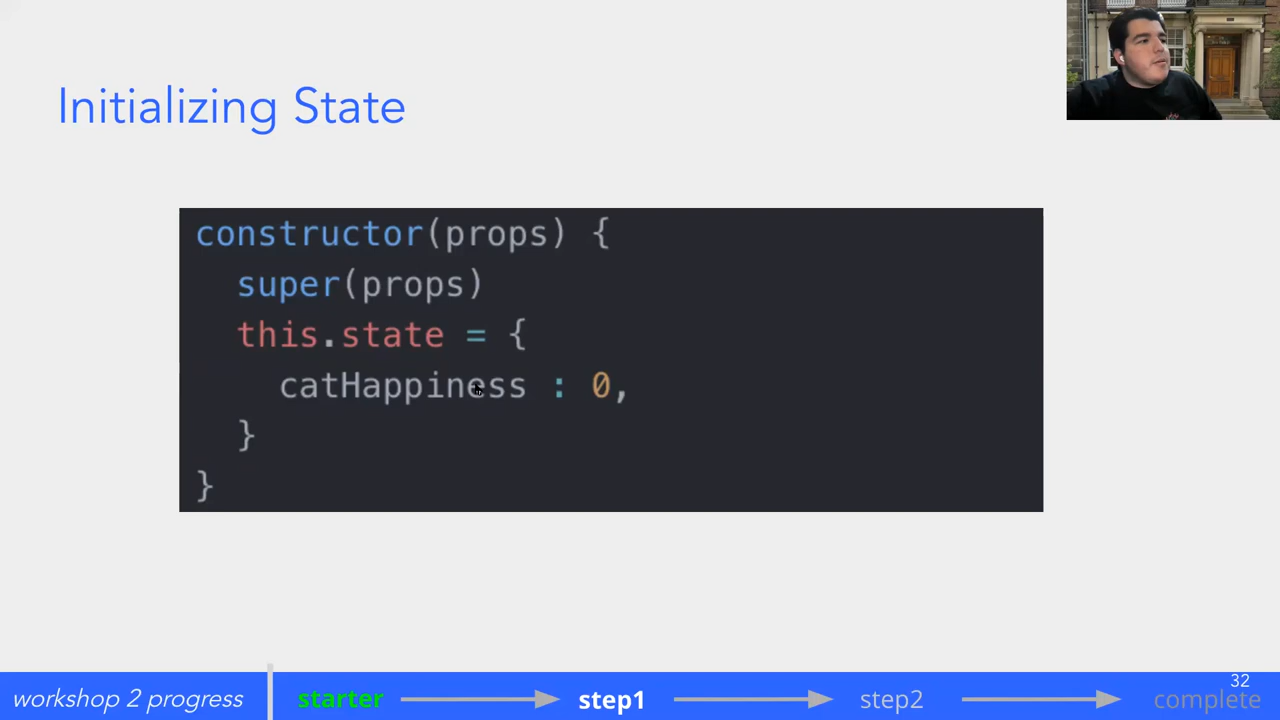 Initializing State
constructor(props) {
super(props)
this.state = {
catHappiness : 0,
}
}
32
workshop 2 progress
starter
step1
step2
complete